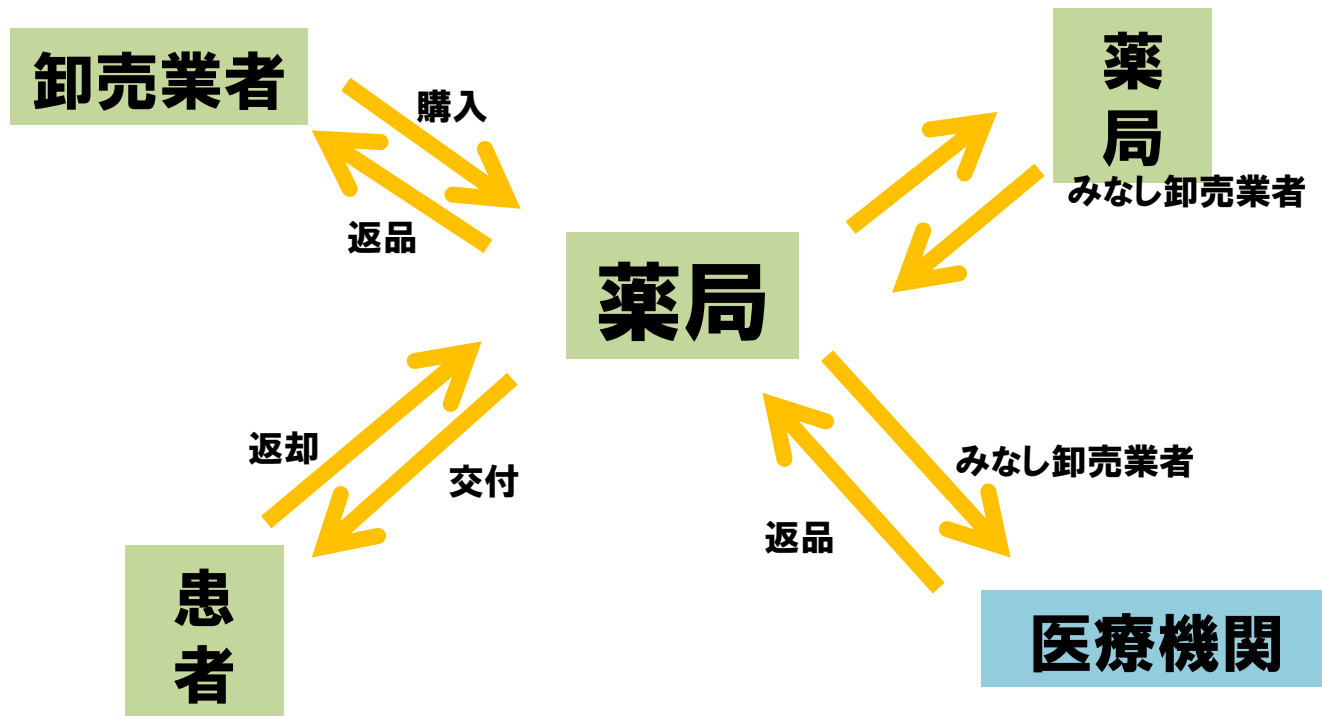 卸売業者
購入
返品
薬
局
みなし卸売業者
薬局
返却
交付
みなし卸売業者
返品
患
者
医療機関